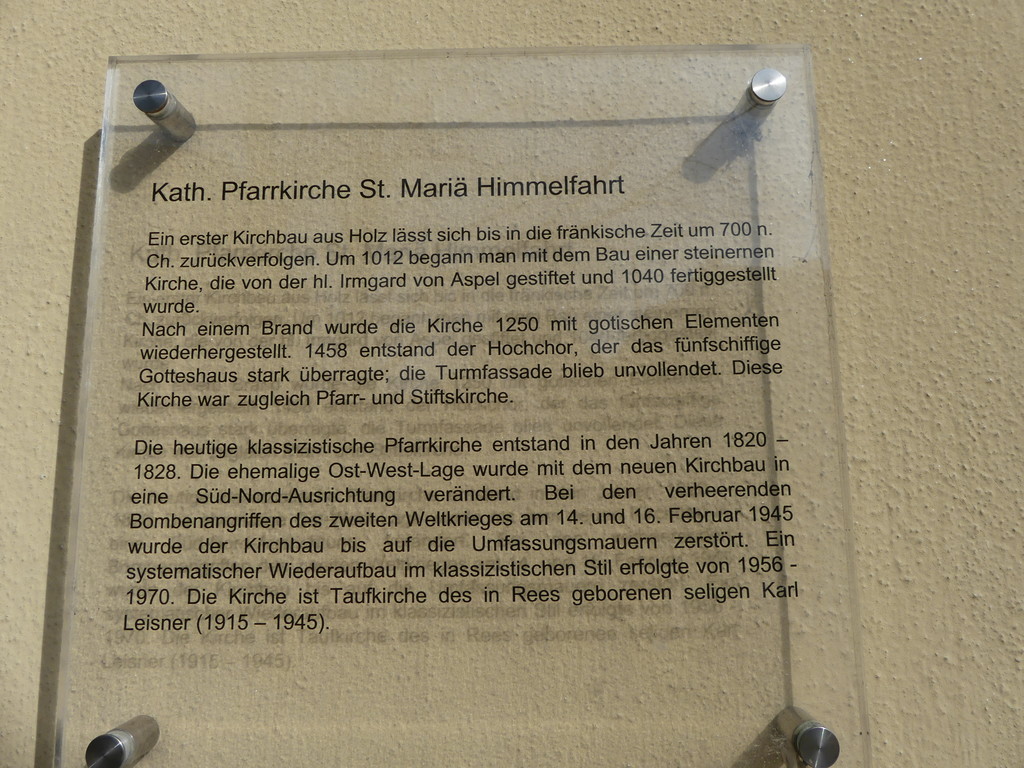 Kath. Pfarrkirche St. Mariä Himmelfahrt
Ein erster Kirchbau aus Holz lässt sich bis in die fränkische Zeit um 700 n.
Ch. zurückverfolgen. Um 1012 begann man mit dem Bau einer steinernen
Kirche, die von der hl. Irmgard von Aspel gestiftet und 1040 fertiggestellt
wurde.
Nach einem Brand wurde die Kirche 1250 mit gotischen Elementen
wiederhergestellt. 1458 entstand der Hochchor, der das fünfschiffige
Gotteshaus stark überragte; die Turmfassade blieb unvollendet. Diese
Kirche war zugleich Pfarr- und Stiftskirche.
Die heutige klassizistische Pfarrkirche entstand in den Jahren 1820 –
1828. Die ehemalige Ost-West-Lage wurde mit dem neuen Kirchbau in
eine Süd-Nord-Ausrichtung verändert. Bei den verheerenden
Bombenangriffen des zweiten Weltkrieges am 14. und 16. Februar 1945
wurde der Kirchbau bis auf die Umfassungsmauern zerstört. Ein
systematischer Wiederaufbau im klassizistischen Stil erfolgte von 1956 -
1970. Die Kirche ist Taufkirche des in Rees geborenen seligen Karl
Leisner (1915 – 1945).